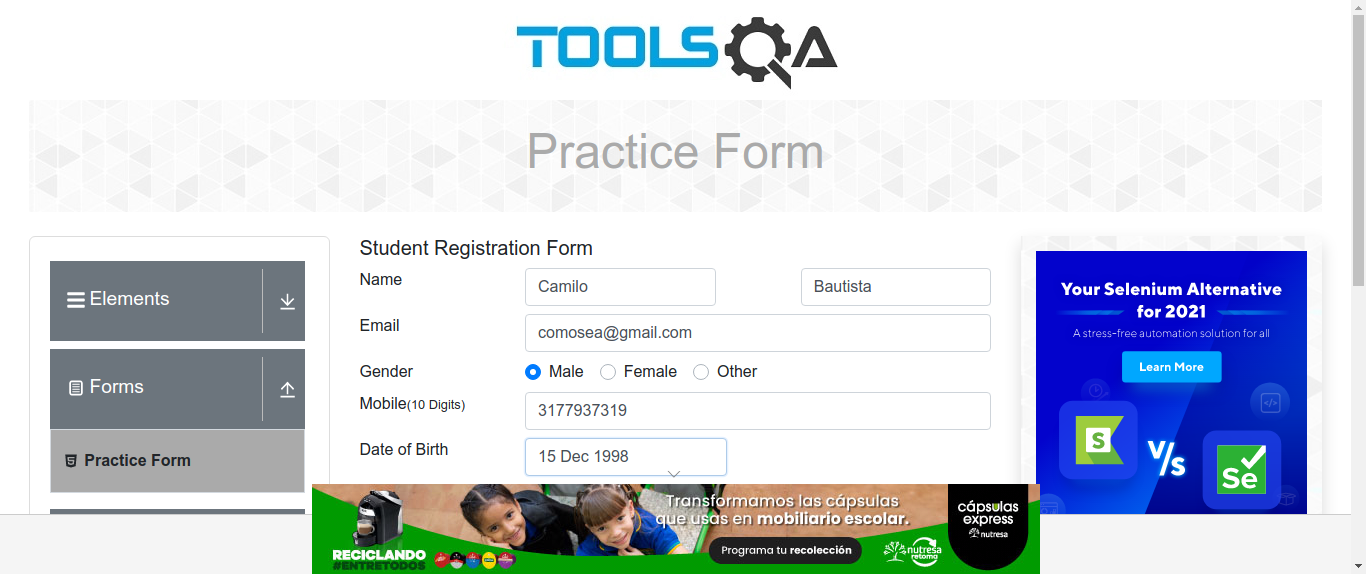 TOOLSQA
Practice Form
Elements
Forms
Practice Form
Student Registration Form
Name
Camilo
Bautista
Email
comosea@gmail.com
Gender
Male
Female
Other
Mobile(10 Digits)
3177937319
Date of Birth
15 Dec 1998
Your Selenium Alternative
for 2021
A stress-free automation solution for all
Learn More
S
V/s
Se
RECICLANDO
#ENTRETODOS
Transformamos las cápsulas
que usas en mobiliario escolar.
Programa tu recolección
nutresa
retoma
cápsulas
express
nutresa